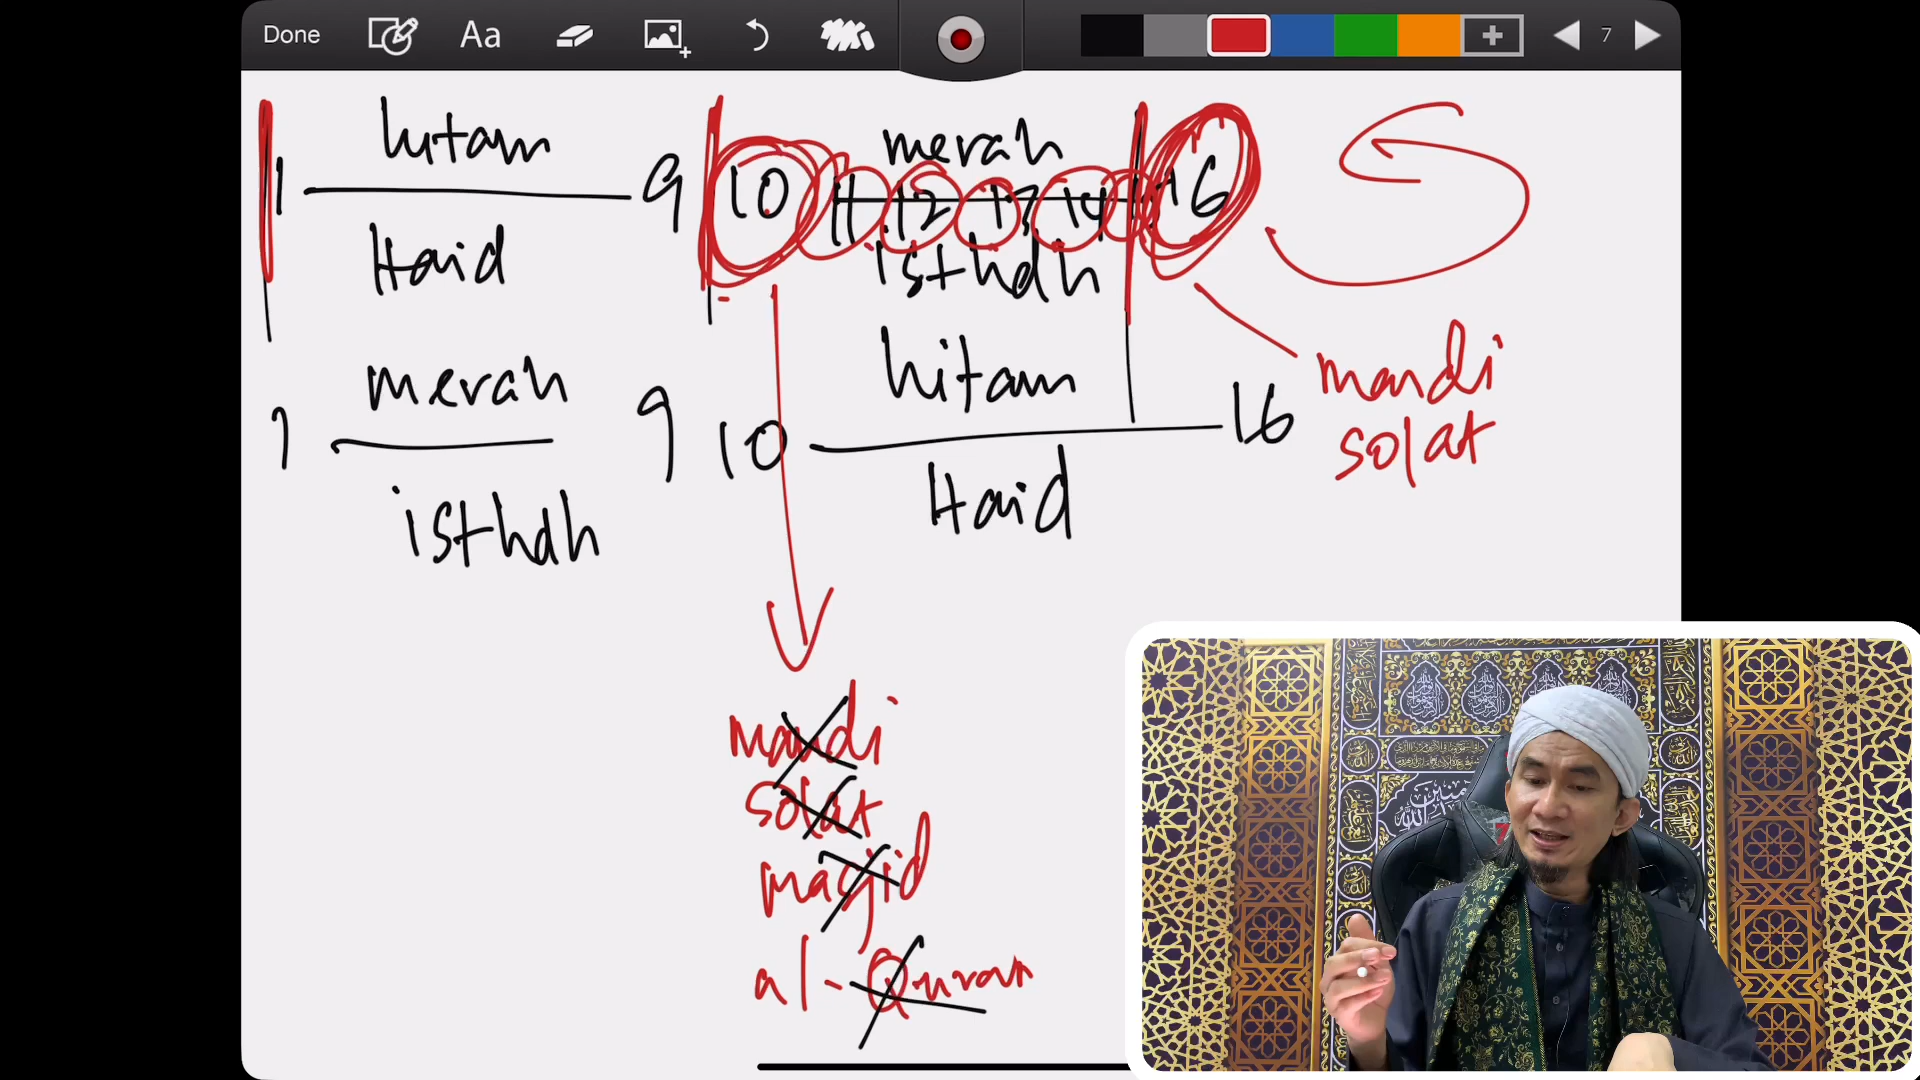 Done Aa 7
hitam merah
1 9 10 11 12 13 14 16
Haid isthdh
merah hitam
1 9 10 16
isthdh Haid
mandi
solat
mandi
solat
masjid
al-Quran